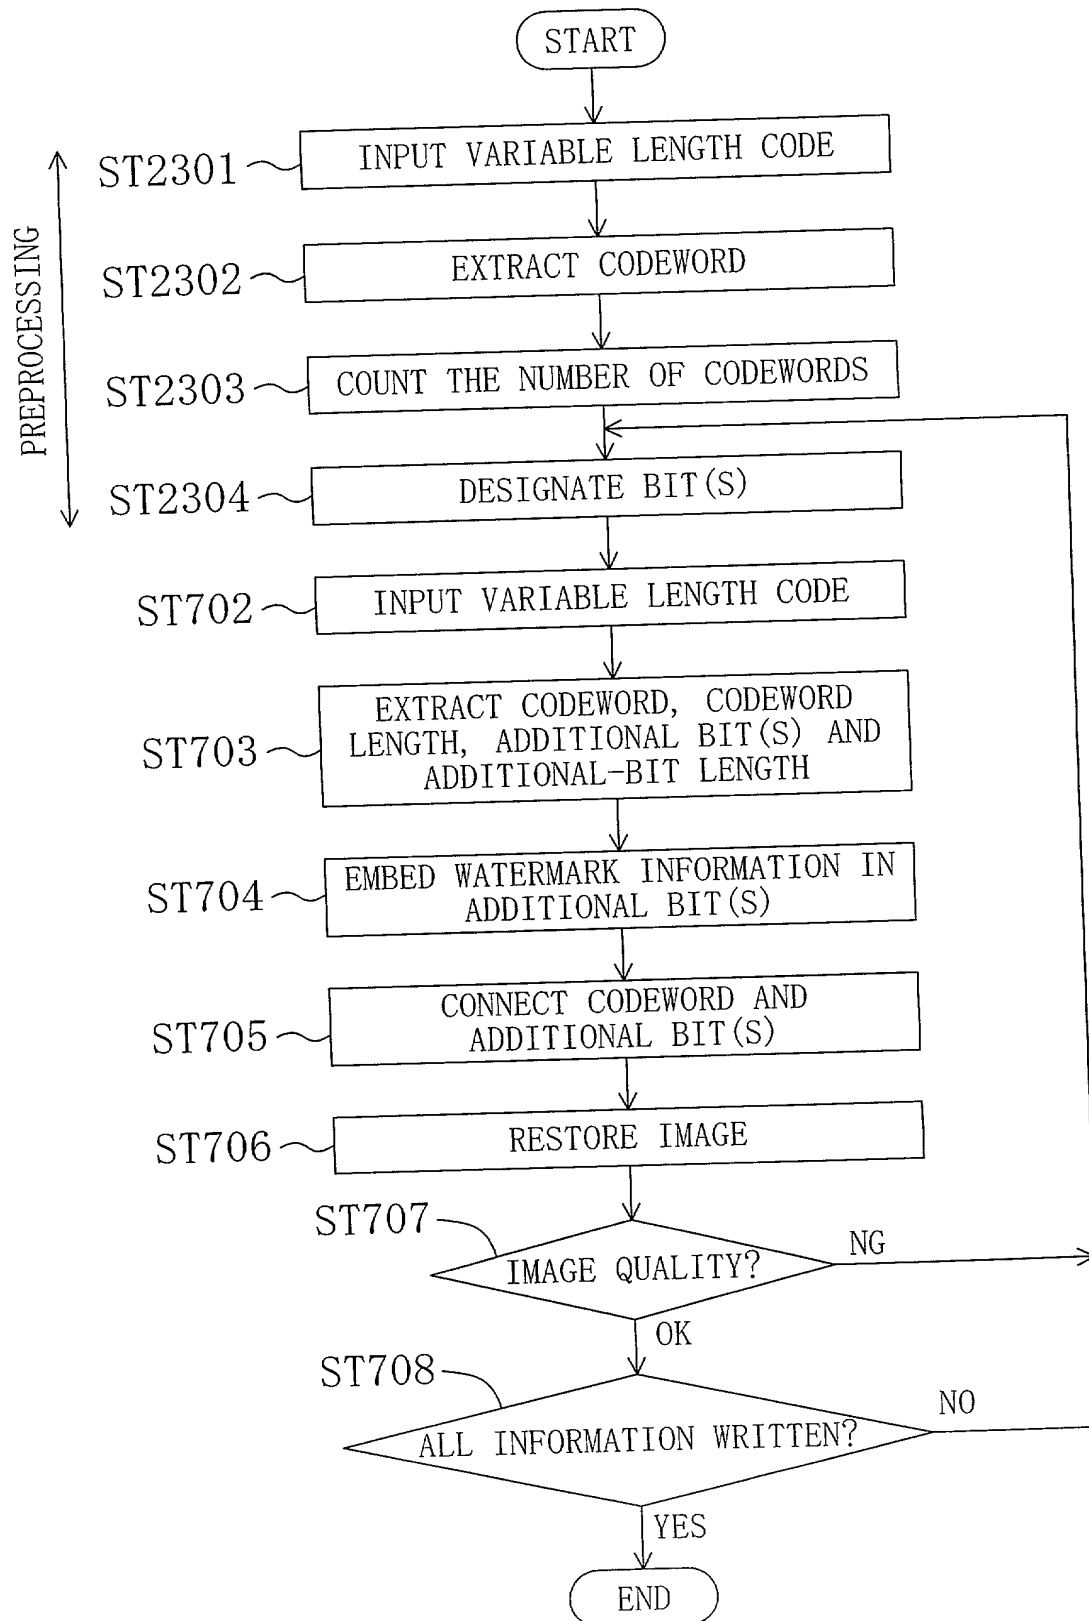 START
PREPROCESSING
ST2301
INPUT VARIABLE LENGTH CODE
ST2302
EXTRACT CODEWORD
ST2303
COUNT THE NUMBER OF CODEWORDS
ST2304
DESIGNATE BIT(S)
ST702
INPUT VARIABLE LENGTH CODE
ST703
EXTRACT CODEWORD, CODEWORD
LENGTH, ADDITIONAL BIT(S) AND
ADDITIONAL-BIT LENGTH
ST704
EMBED WATERMARK INFORMATION IN
ADDITIONAL BIT(S)
ST705
CONNECT CODEWORD AND
ADDITIONAL BIT(S)
ST706
RESTORE IMAGE
ST707
IMAGE QUALITY?
NG
OK
ST708
ALL INFORMATION WRITTEN?
NO
YES
END